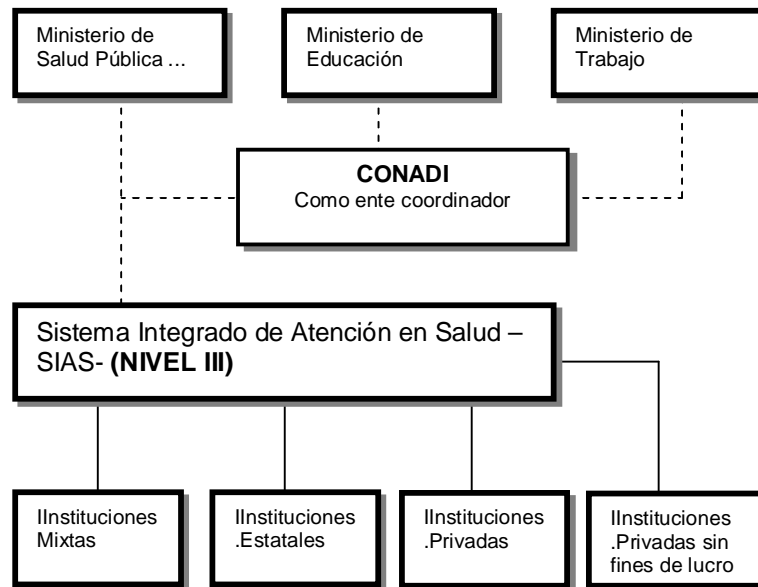 Ministerio de
Salud Pública ...
Ministerio de
Educación
Ministerio de
Trabajo
CONADI
Como ente coordinador
Sistema Integrado de Atención en Salud –
SIAS- (NIVEL III)
IInstituciones
Mixtas
IInstituciones
.Estatales
IInstituciones
.Privadas
IInstituciones
.Privadas sin
fines de lucro